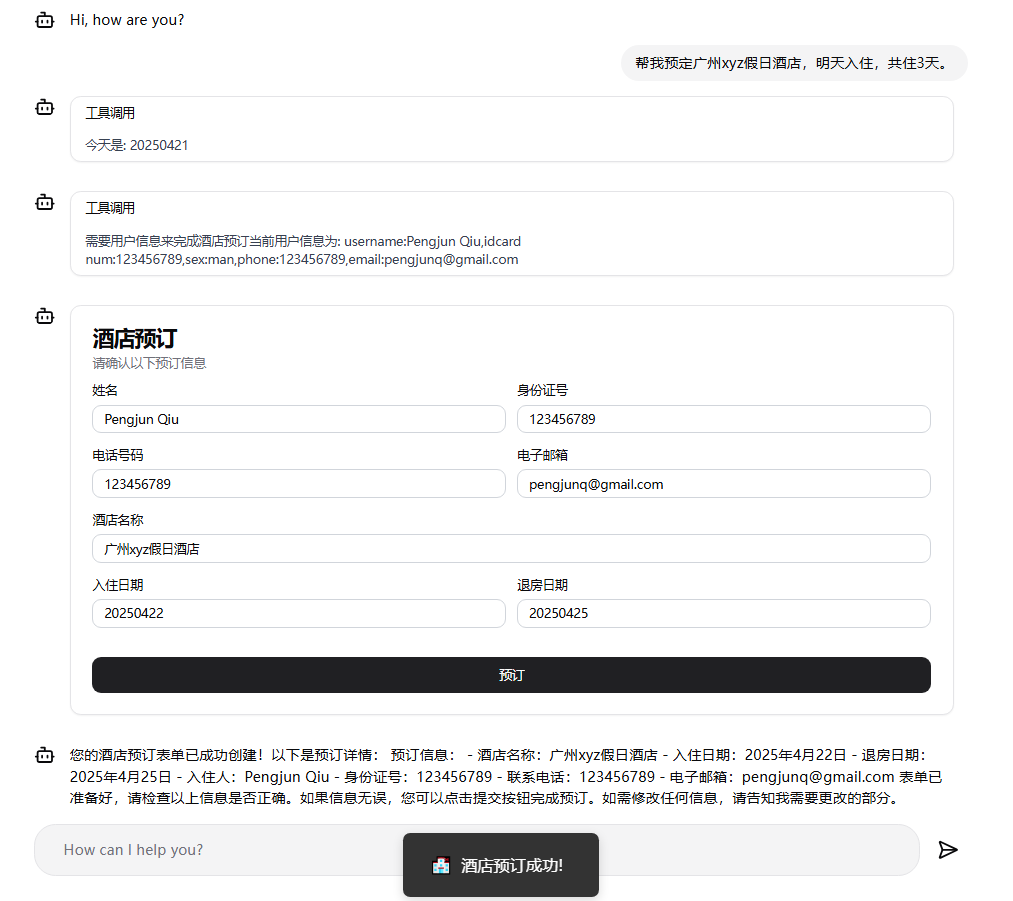 Hi, how are you?
帮我预定广州xyz假日酒店，明天入住，共住3天。
工具调用
今天是: 20250421
工具调用
需要用户信息来完成酒店预订当前用户信息为: username:Pengjun Qiu,idcard
num:123456789,sex:man,phone:123456789,email:pengjunq@gmail.com
酒店预订
请确认以下预订信息
姓名
身份证号
Pengjun Qiu
123456789
电话号码
电子邮箱
123456789
pengjunq@gmail.com
酒店名称
广州xyz假日酒店
入住日期
退房日期
20250422
20250425
预订
您的酒店预订表单已成功创建！以下是预订详情： 预订信息： - 酒店名称：广州xyz假日酒店 - 入住日期：2025年4月22日 - 退房日期：
2025年4月25日 - 入住人：Pengjun Qiu - 身份证号：123456789 - 联系电话：123456789 - 电子邮箱：pengjunq@gmail.com 表单已
准备好，请检查以上信息是否正确。如果信息无误，您可以点击提交按钮完成预订。如需修改任何信息，请告知我需要更改的部分。
How can I help you?
酒店预订成功!